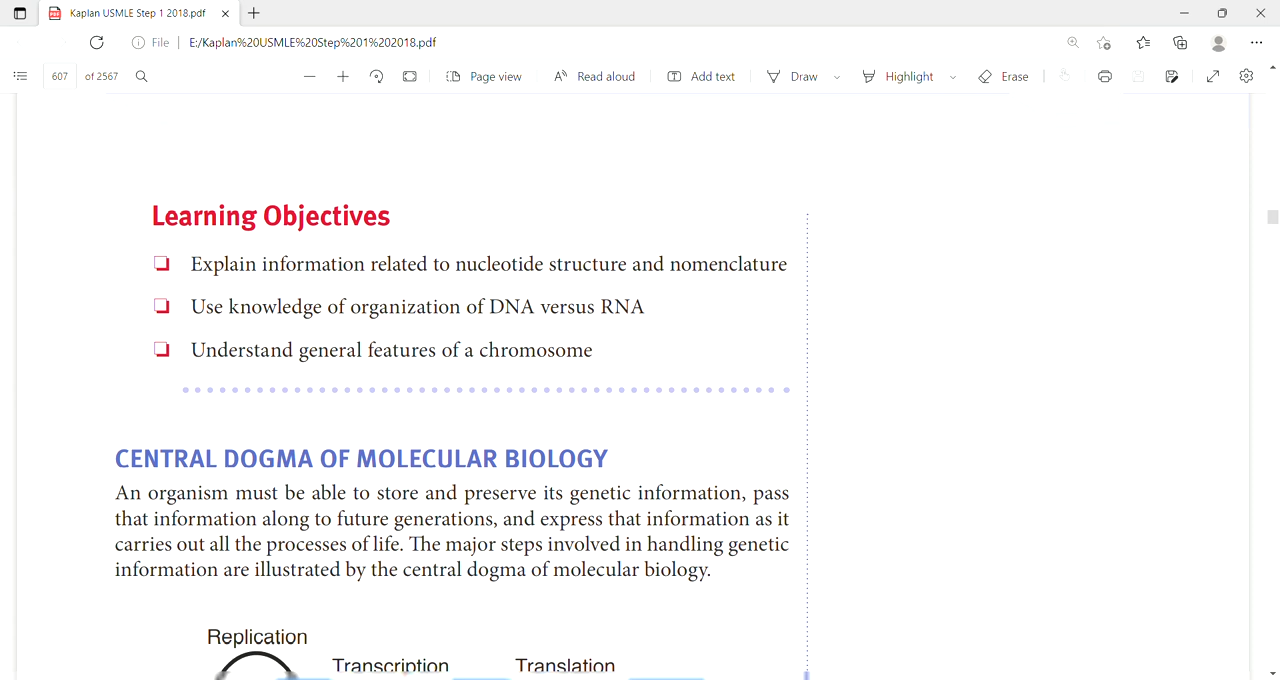 Kaplan USMLE Step 1 2018.pdf
File E:/Kaplan%20USMLE%20Step%201%202018.pdf
607 of 2567 Page view Read aloud Add text Draw Highlight Erase
Learning Objectives
Explain information related to nucleotide structure and nomenclature
Use knowledge of organization of DNA versus RNA
Understand general features of a chromosome
CENTRAL DOGMA OF MOLECULAR BIOLOGY
An organism must be able to store and preserve its genetic information, pass
that information along to future generations, and express that information as it
carries out all the processes of life. The major steps involved in handling genetic
information are illustrated by the central dogma of molecular biology.
Replication
Transcription Translation